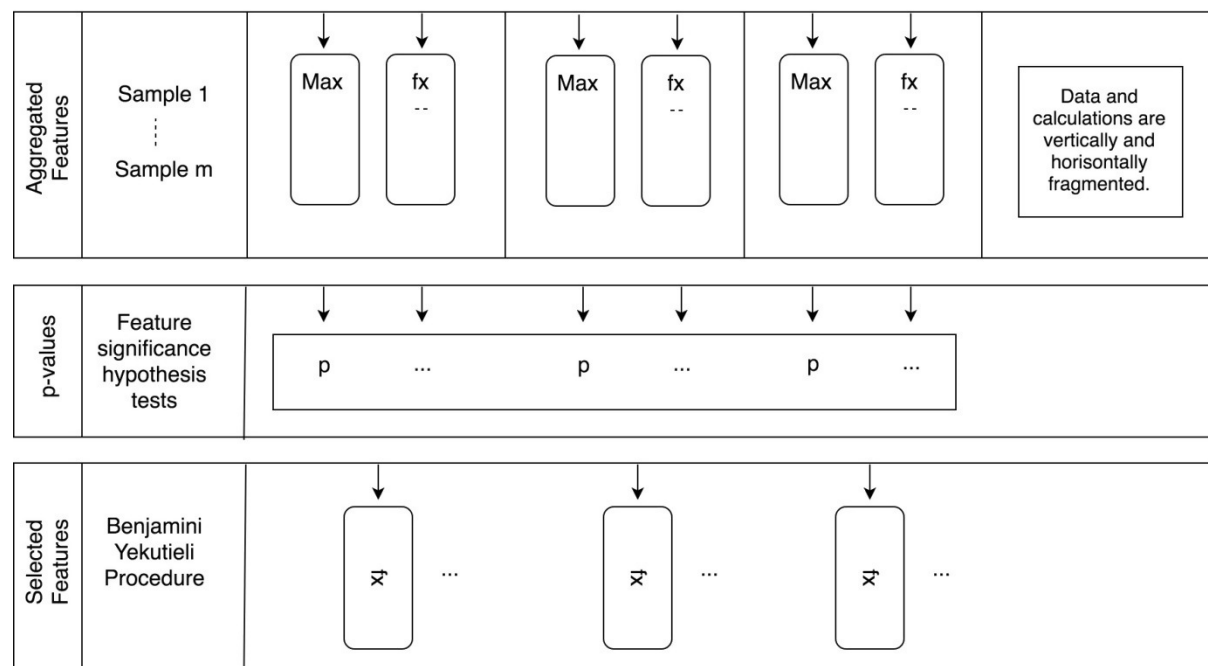 Aggregated
Features
Sample 1
Sample m
Max
fx
--
Max
fx
--
Max
fx
--
Data and
calculations are
vertically and
horisontally
fragmented.
p-values
Feature
significance
hypothesis
tests
p
...
p
...
p
...
Selected
Features
Benjamini
Yekutieli
Procedure
fx
...
fx
...
fx
...